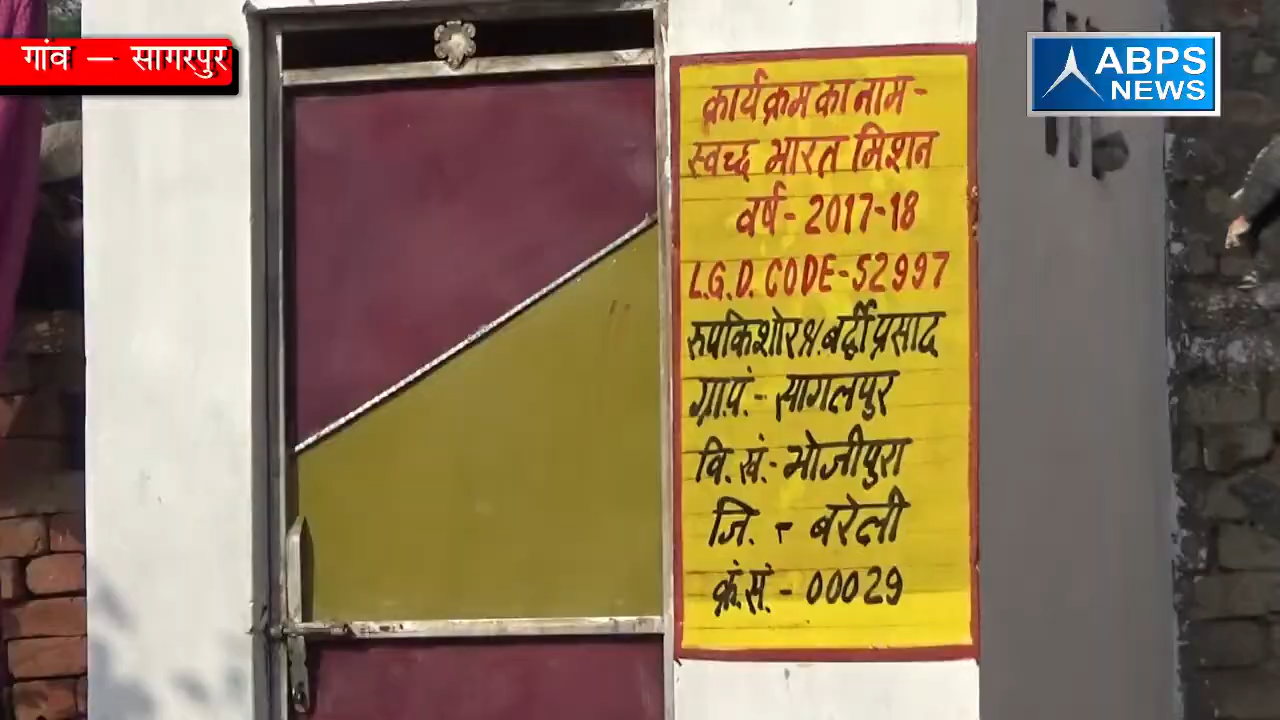 गांव — सागरपुर
ABPS
NEWS
कार्यक्रम का नाम -
स्वच्छ भारत मिशन
वर्ष - 2017-18
L.G.D. CODE - 52997
रुपकिशोर S/. बद्री प्रसाद
ग्रा.पं. - सागलपुर
वि.खं. - भोजीपुरा
जि. - बरेली
क्रं.सं. - 00029